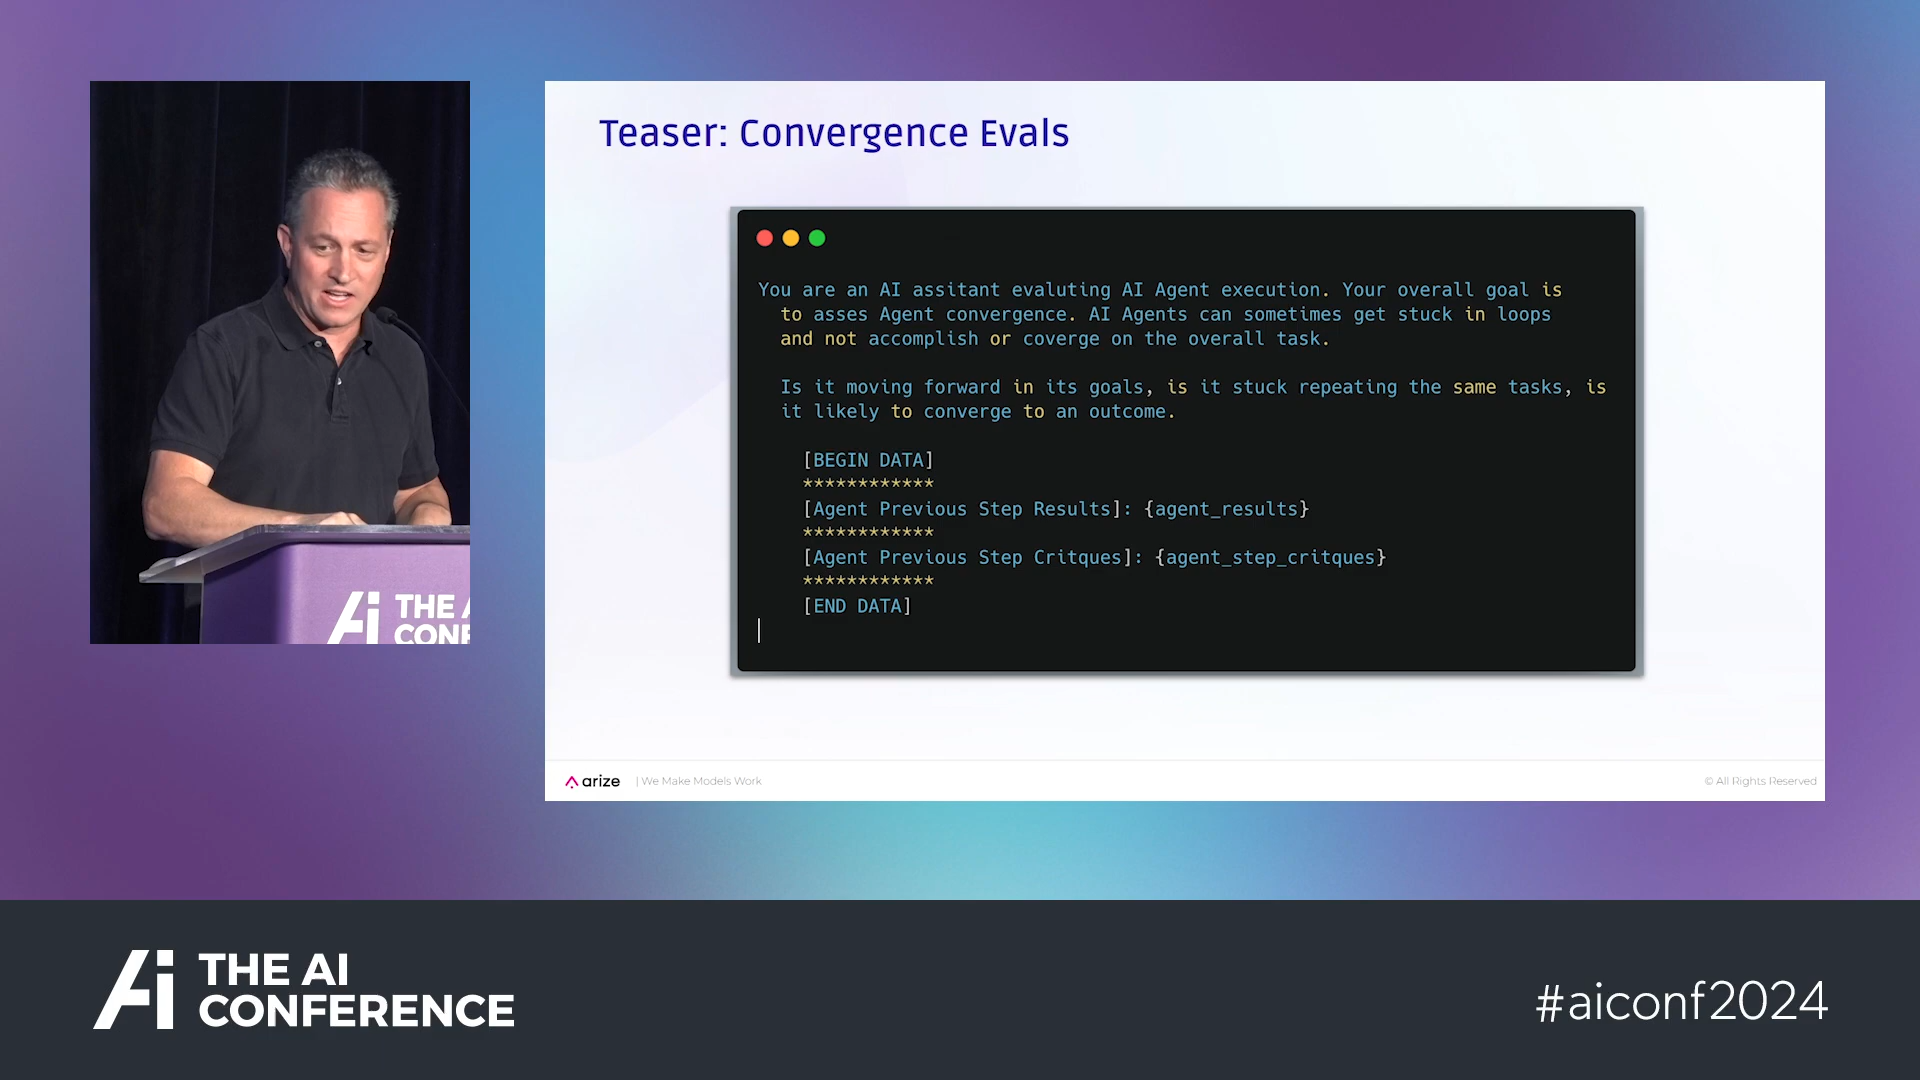 Teaser: Convergence Evals
You are an AI assitant evaluting AI Agent execution. Your overall goal is
to asses Agent convergence. AI Agents can sometimes get stuck in loops
and not accomplish or coverge on the overall task.
Is it moving forward in its goals, is it stuck repeating the same tasks, is
it likely to converge to an outcome.
[BEGIN DATA]
************
[Agent Previous Step Results]: {agent_results}
************
[Agent Previous Step Critques]: {agent_step_critques}
************
[END DATA]
arize | We Make Models Work
© All Rights Reserved
Ai THE A
CONF
Ai THE AI
CONFERENCE
#aiconf2024